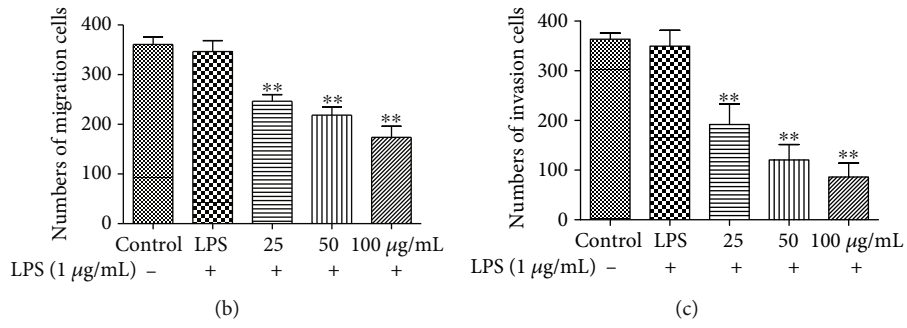 Numbers of migration cells
400
300
200
100
0
**
**
**
Control LPS 25 50 100 μg/mL
LPS (1 μg/mL) – + + + +
(b)
Numbers of invasion cells
400
300
200
100
0
**
**
**
Control LPS 25 50 100 μg/mL
LPS (1 μg/mL) – + + + +
(c)